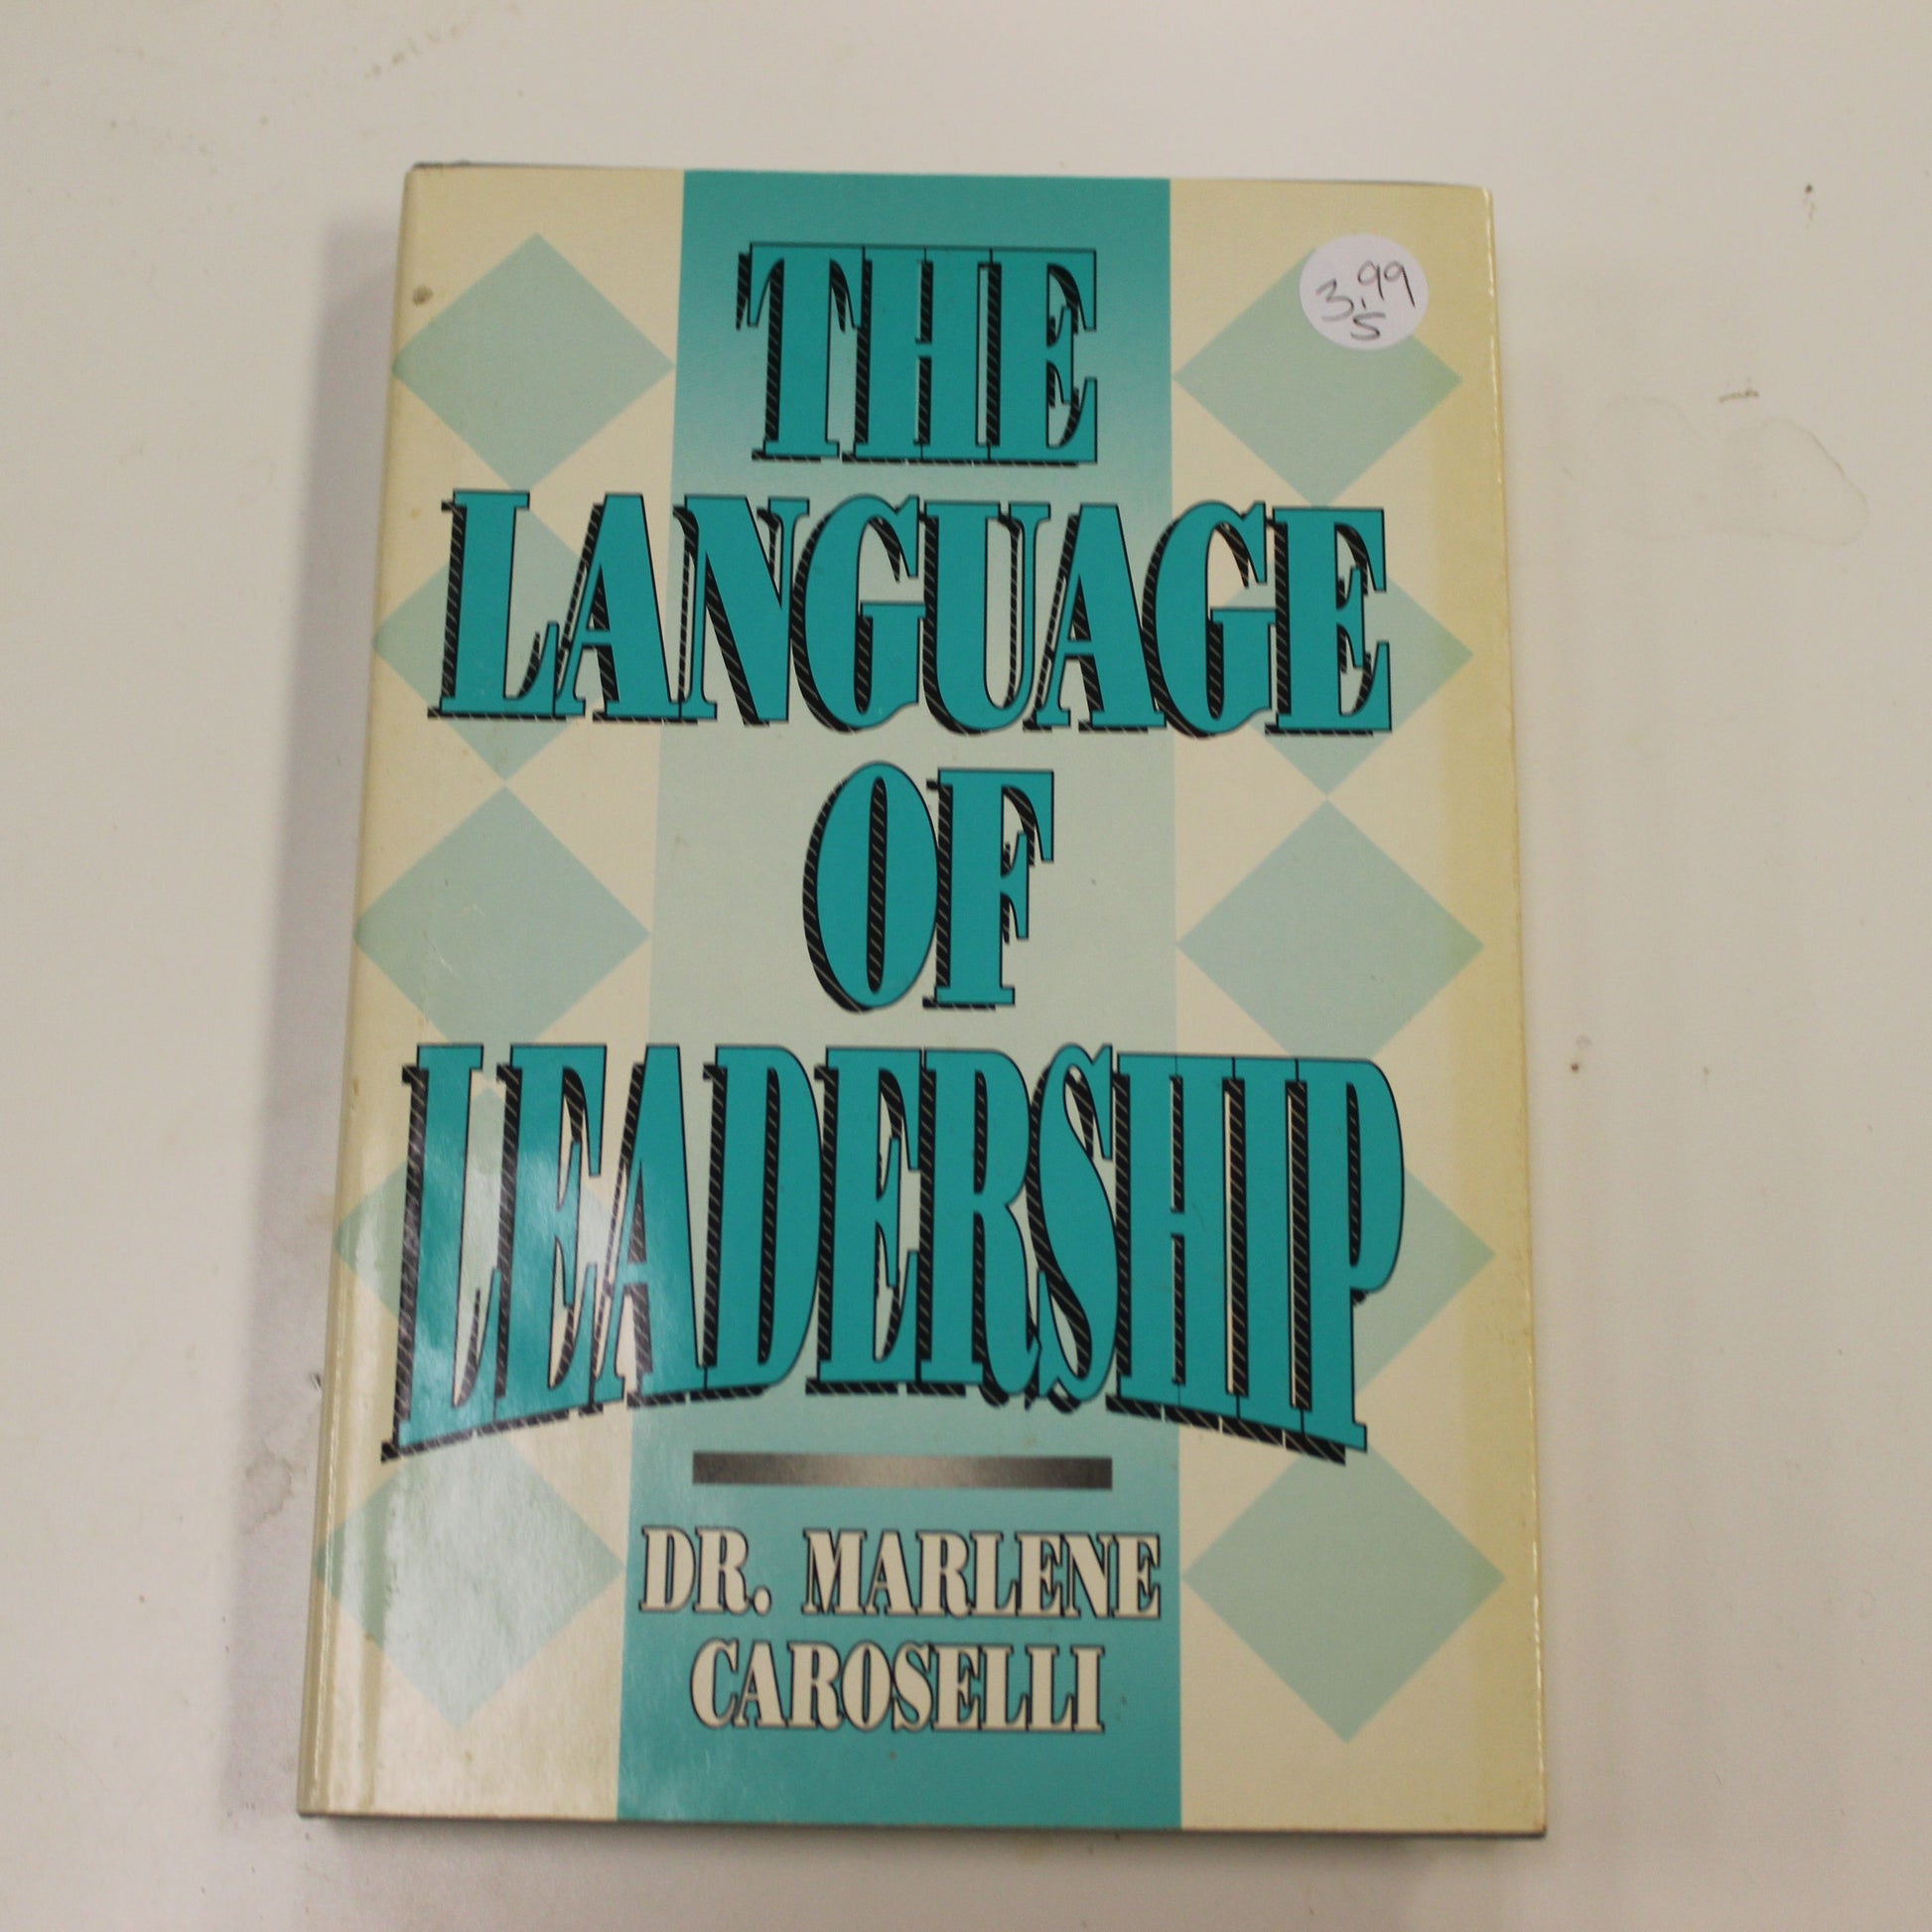 THE
3.99
5
LANGUAGE
OF
LEADERSHIP
DR. MARLENE
CAROSELLI